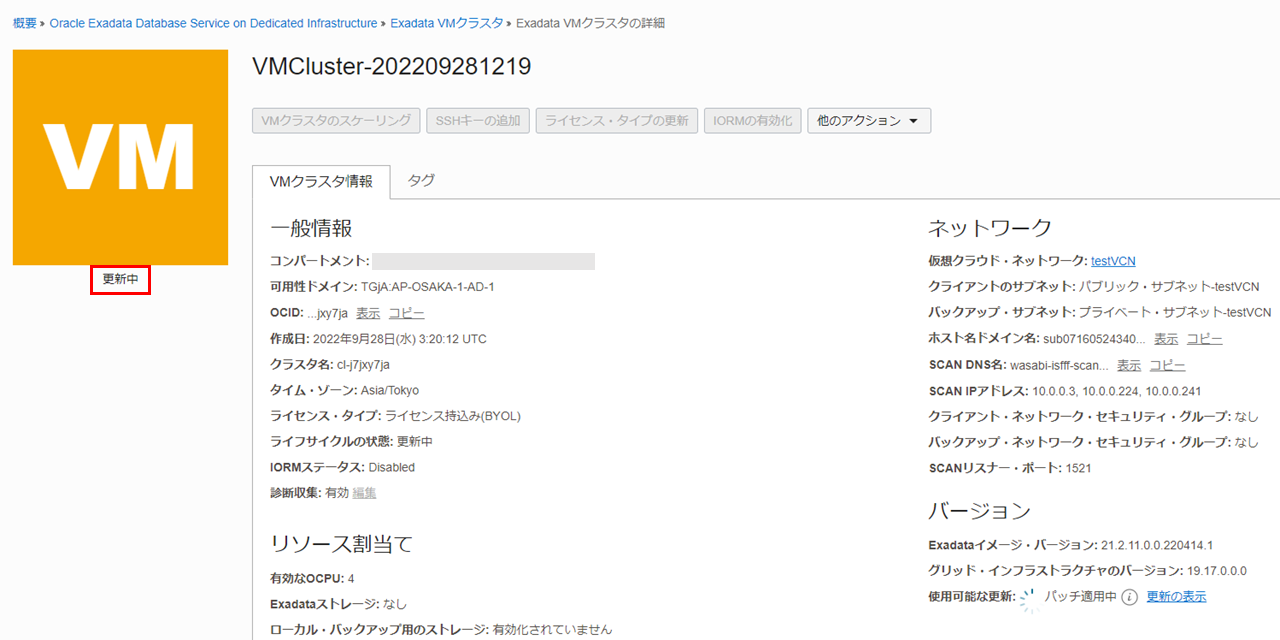 概要 » Oracle Exadata Database Service on Dedicated Infrastructure » Exadata VMクラスタ » Exadata VMクラスタの詳細
VM
更新中
VMCluster-202209281219
VMクラスタのスケーリング SSHキーの追加 ライセンス・タイプの更新 IORMの有効化 他のアクション
VMクラスタ情報 タグ
一般情報
コンパートメント:
可用性ドメイン: TGjA:AP-OSAKA-1-AD-1
OCID: ...jxy7ja 表示 コピー
作成日: 2022年9月28日(水) 3:20:12 UTC
クラスタ名: cl-j7jxy7ja
タイム・ゾーン: Asia/Tokyo
ライセンス・タイプ: ライセンス持込み(BYOL)
ライフサイクルの状態: 更新中
IORMステータス: Disabled
診断収集: 有効 編集
リソース割当て
有効なOCPU: 4
Exadataストレージ: なし
ローカル・バックアップ用のストレージ: 有効化されていません
ネットワーク
仮想クラウド・ネットワーク: testVCN
クライアントのサブネット: パブリック・サブネット-testVCN
バックアップ・サブネット: プライベート・サブネット-testVCN
ホスト名ドメイン名: sub07160524340... 表示 コピー
SCAN DNS名: wasabi-isfff-scan... 表示 コピー
SCAN IPアドレス: 10.0.0.3, 10.0.0.224, 10.0.0.241
クライアント・ネットワーク・セキュリティ・グループ: なし
バックアップ・ネットワーク・セキュリティ・グループ: なし
SCANリスナー・ポート: 1521
バージョン
Exadataイメージ・バージョン: 21.2.11.0.0.220414.1
グリッド・インフラストラクチャのバージョン: 19.17.0.0.0
使用可能な更新: パッチ適用中 i 更新の表示